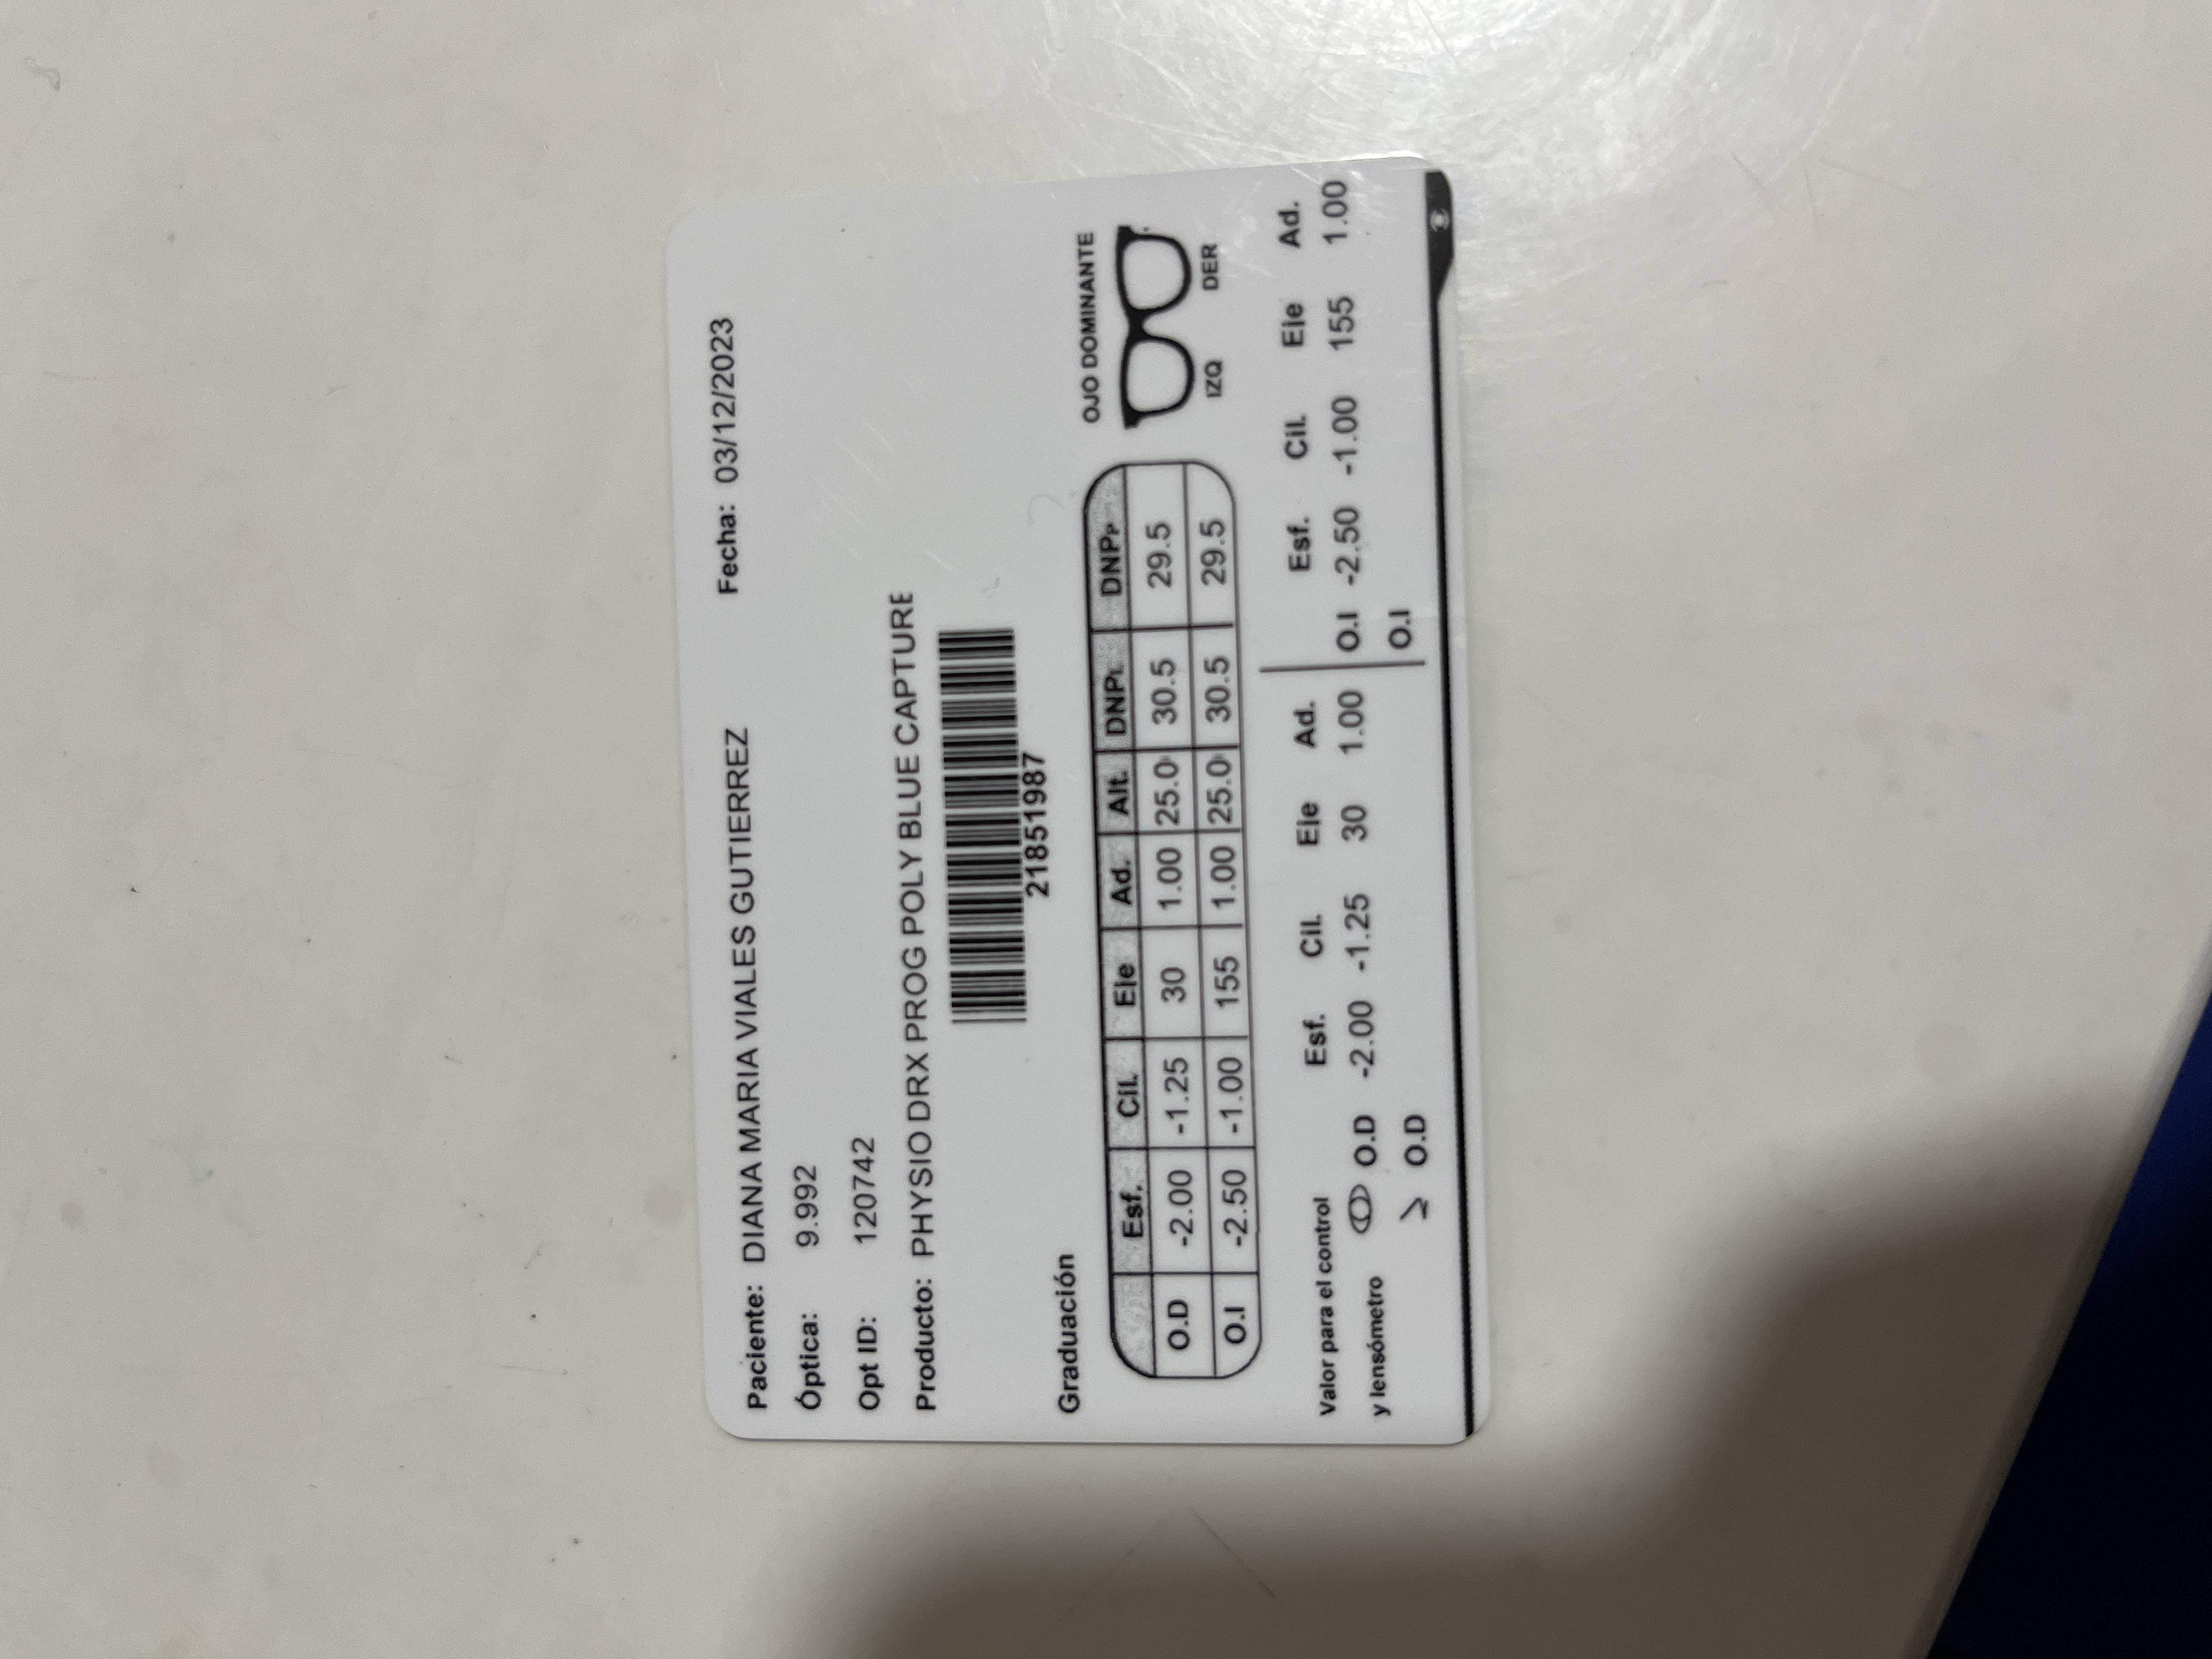 Paciente: DIANA MARIA VIALES GUTIERREZ Fecha: 03/12/2023
Óptica: 9.992
Opt ID: 120742
Producto: PHYSIO DRX PROG POLY BLUE CAPTURE
21851987
Graduación
OJO DOMINANTE
IZQ DER
Esf. Cil. Eje Ad. Alt. DNPL DNPP
O.D -2.00 -1.25 30 1.00 25.0 30.5 29.5
O.I -2.50 -1.00 155 1.00 25.0 30.5 29.5
Valor para el control
y lensómetro
Esf. Cil. Eje Ad. Esf. Cil. Eje Ad.
O.D -2.00 -1.25 30 1.00 O.I -2.50 -1.00 155 1.00
O.D O.I